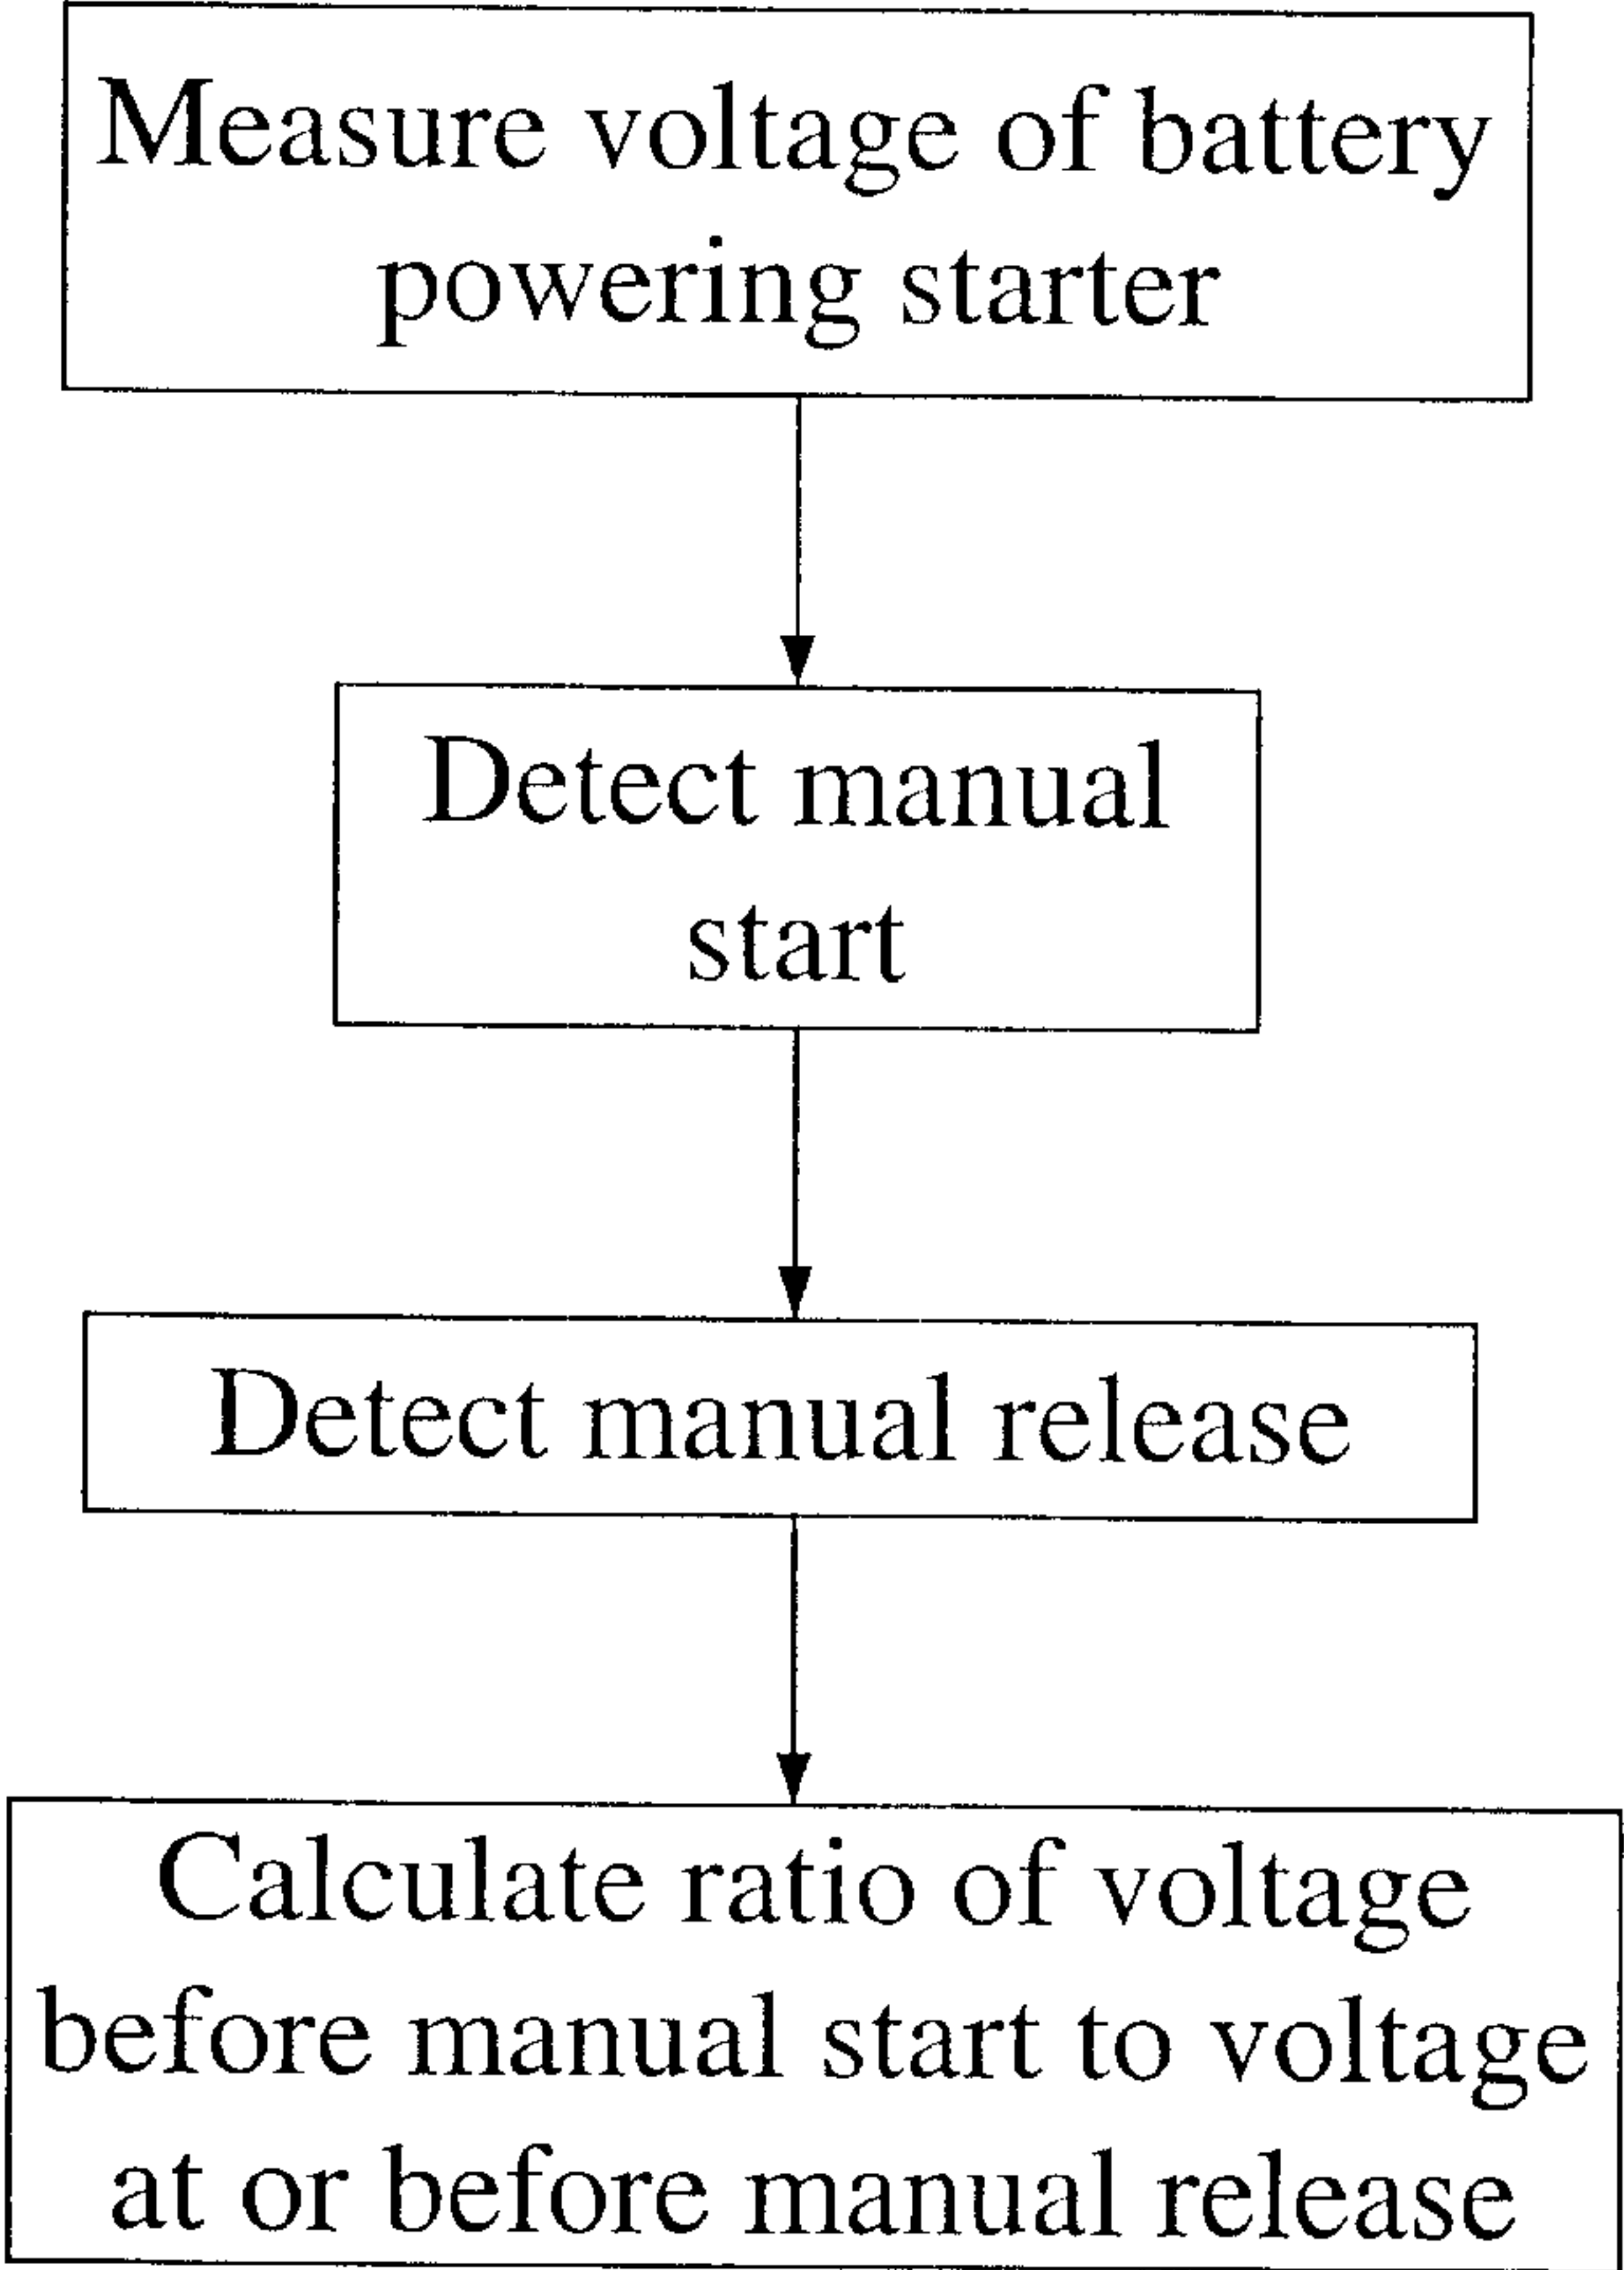 Measure voltage of battery
powering starter
Detect manual
start
Detect manual release
Calculate ratio of voltage
before manual start to voltage
at or before manual release